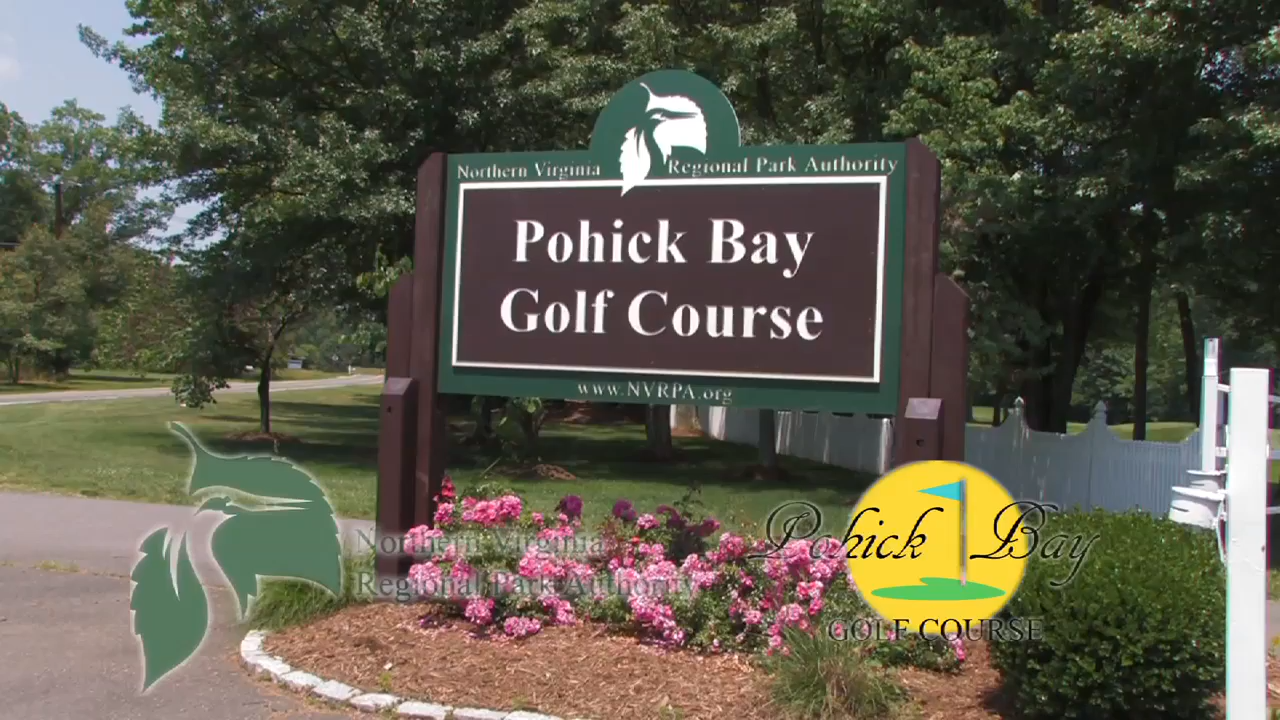 Northern Virginia Regional Park Authority
Pohick Bay
Golf Course
www.NVRPA.org
Northern Virginia
Regional Park Authority
Pohick Bay
GOLF COURSE